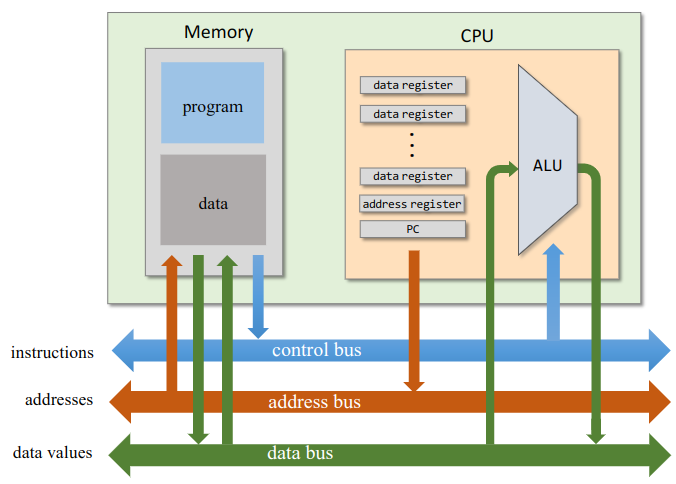 Memory
CPU
program
data
data register
data register
data register
address register
PC
ALU
instructions
control bus
addresses
address bus
data values
data bus